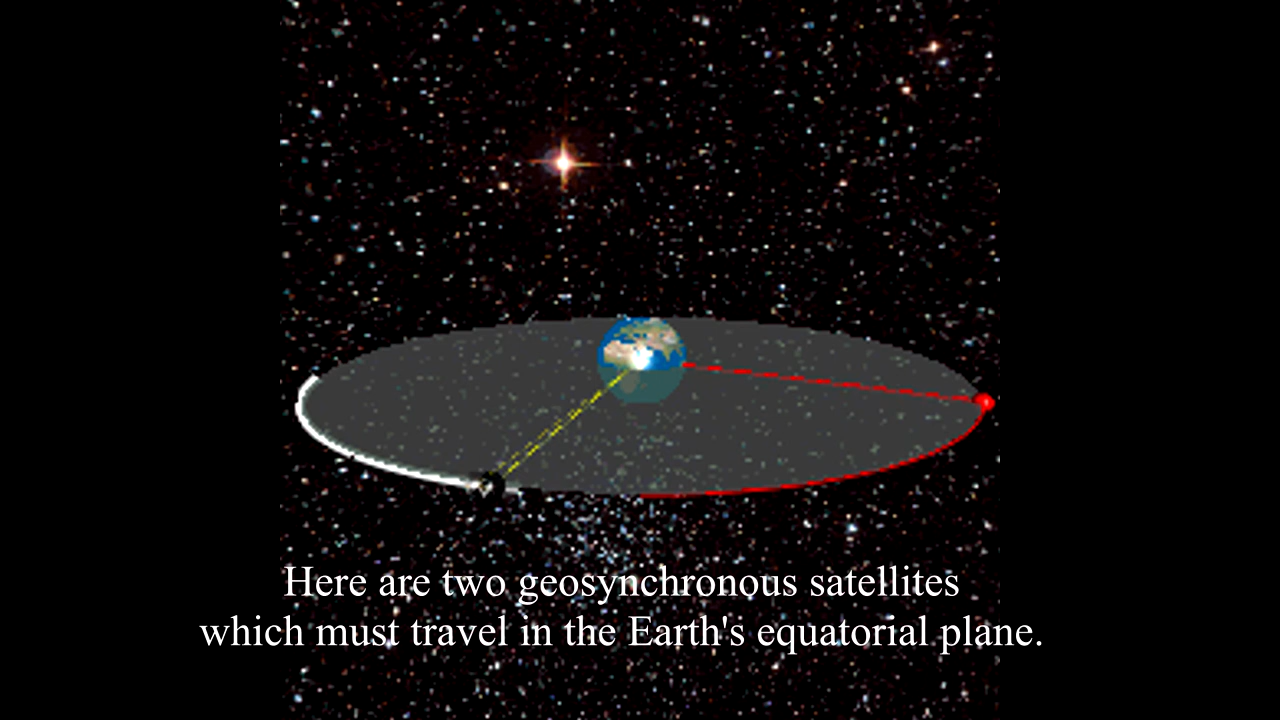 Here are two geosynchronous satellites
which must travel in the Earth's equatorial plane.